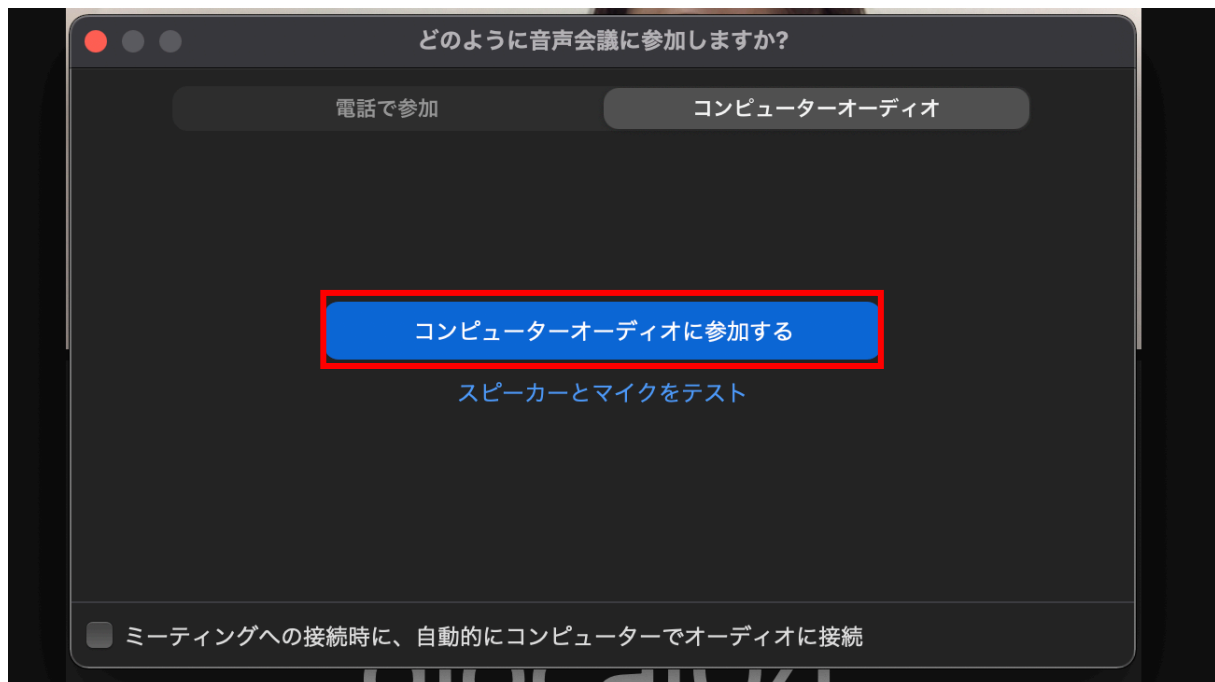 どのように音声会議に参加しますか?
電話で参加
コンピューターオーディオ
コンピューターオーディオに参加する
スピーカーとマイクをテスト
ミーティングへの接続時に、自動的にコンピューターでオーディオに接続